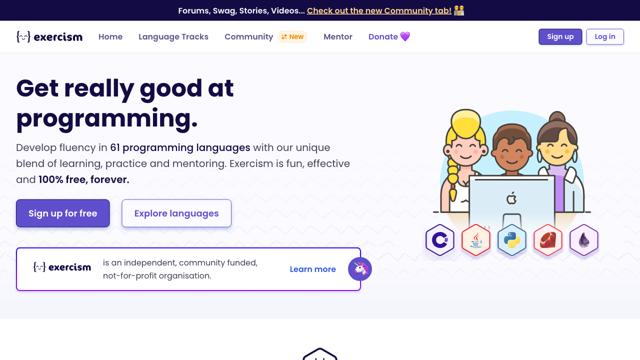 Forums, Swag, Stories, Videos... Check out the new Community tab!
exercism
Home
Language Tracks
Community
New
Mentor
Donate
Sign up
Log in
Get really good at
programming.
Develop fluency in 61 programming languages with our unique
blend of learning, practice and mentoring. Exercism is fun, effective
and 100% free, forever.
Sign up for free
Explore languages
exercism
is an independent, community funded,
not-for-profit organisation.
Learn more